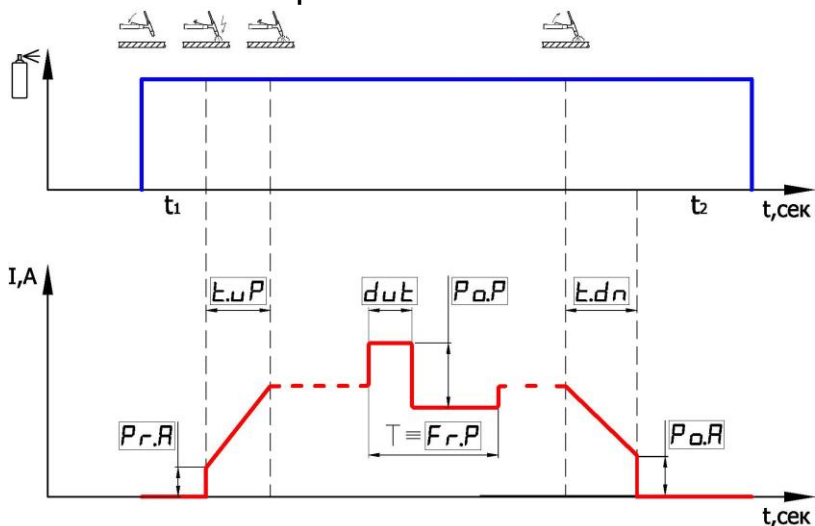 t1
t2
t,сек
I,A
t.uP
dut
Po.P
t.dn
Pr.A
T ≡ Fr.P
Po.A
t,сек